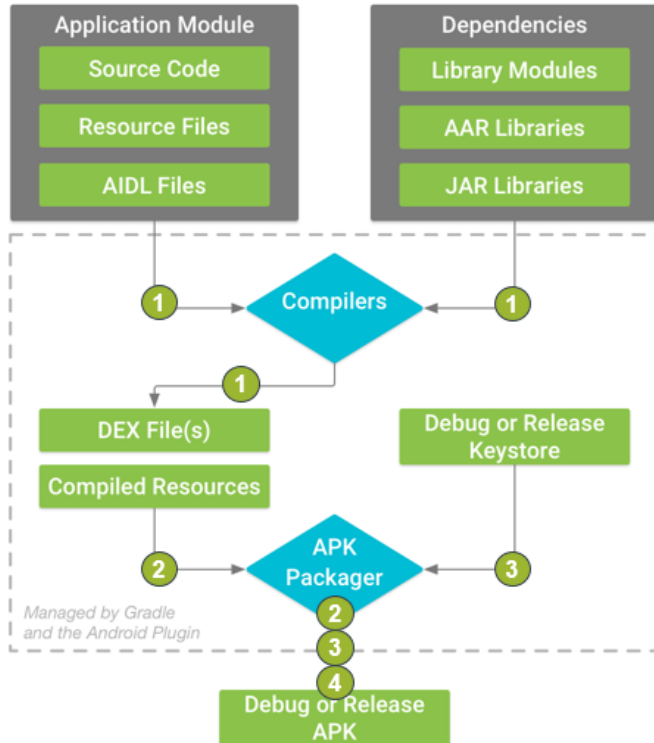 Application Module
Source Code
Resource Files
AIDL Files
Dependencies
Library Modules
AAR Libraries
JAR Libraries
1
Compilers
1
1
DEX File(s)
Compiled Resources
Debug or Release
Keystore
2
APK
Packager
3
Managed by Gradle
and the Android Plugin
2
3
4
Debug or Release
APK